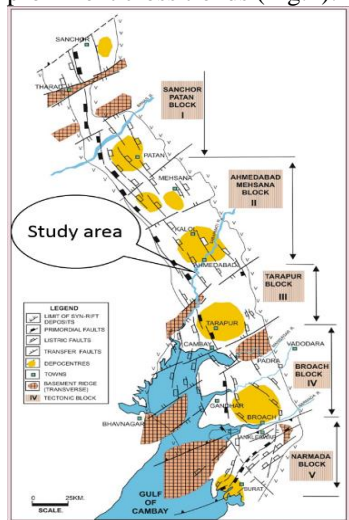 SANCHOR
THARAD
SANCHOR
PATAN
BLOCK
I
PATAN
MEHSANA
AHMEDABAD
MEHSANA
BLOCK
II
Study area
KALOL
AHMEDABAD
TARAPUR
BLOCK
III
LEGEND
LIMIT OF SYN-RIFT
DEPOSITS
PRIMORDIAL FAULTS
LISTRIC FAULTS
TRANSFER FAULTS
DEPOCENTRES
TOWNS
BASEMENT RIDGE
(TRANSVERSE)
IV TECTONIC BLOCK
TARAPUR
CAMBAY
VADODARA
PADRA
BROACH
BLOCK
IV
GANDHAR
BHAVNAGAR
BROACH
ANKLESVAR
NARMADA
BLOCK
V
SURAT
0 25KM.
SCALE.
GULF
OF
CAMBAY